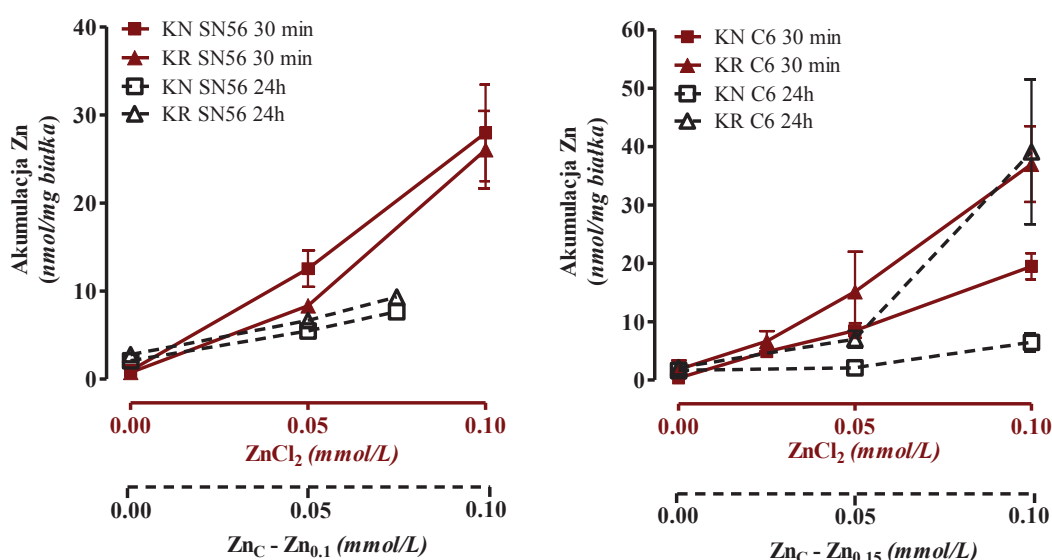 Akumulacja Zn
(nmol/mg białka)
40
30
20
10
0
KN SN56 30 min
KR SN56 30 min
KN SN56 24h
KR SN56 24h
0.00 0.05 0.10
ZnCl2 (mmol/L)
0.00 0.05 0.10
ZnC - Zn0.1 (mmol/L)
Akumulacja Zn
(nmol/mg białka)
60
50
40
30
20
10
0
KN C6 30 min
KR C6 30 min
KN C6 24h
KR C6 24h
0.00 0.05 0.10
ZnCl2 (mmol/L)
0.00 0.05 0.10
ZnC - Zn0.15 (mmol/L)